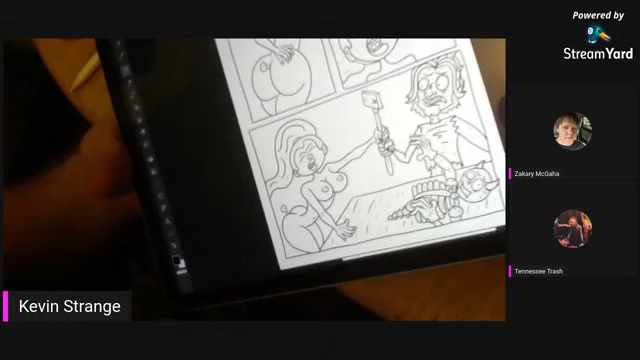 Powered by
StreamYard
Zakary McGaha
Tennessee Trash
Kevin Strange